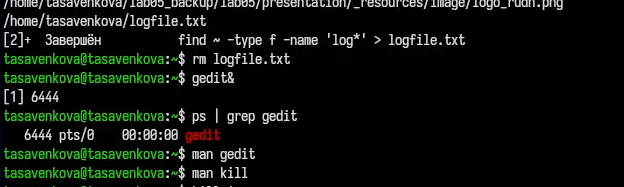 /home/tasavenkova/lab05_backup/lab05/presentation/_resources/image/logo_rudn.png
/home/tasavenkova/logfile.txt
[2]+  Завершён        find ~ -type f -name 'log*' > logfile.txt
tasavenkova@tasavenkova:~$ rm logfile.txt
tasavenkova@tasavenkova:~$ gedit&
[1] 6444
tasavenkova@tasavenkova:~$ ps | grep gedit
   6444 pts/0    00:00:00 gedit
tasavenkova@tasavenkova:~$ man gedit
tasavenkova@tasavenkova:~$ man kill